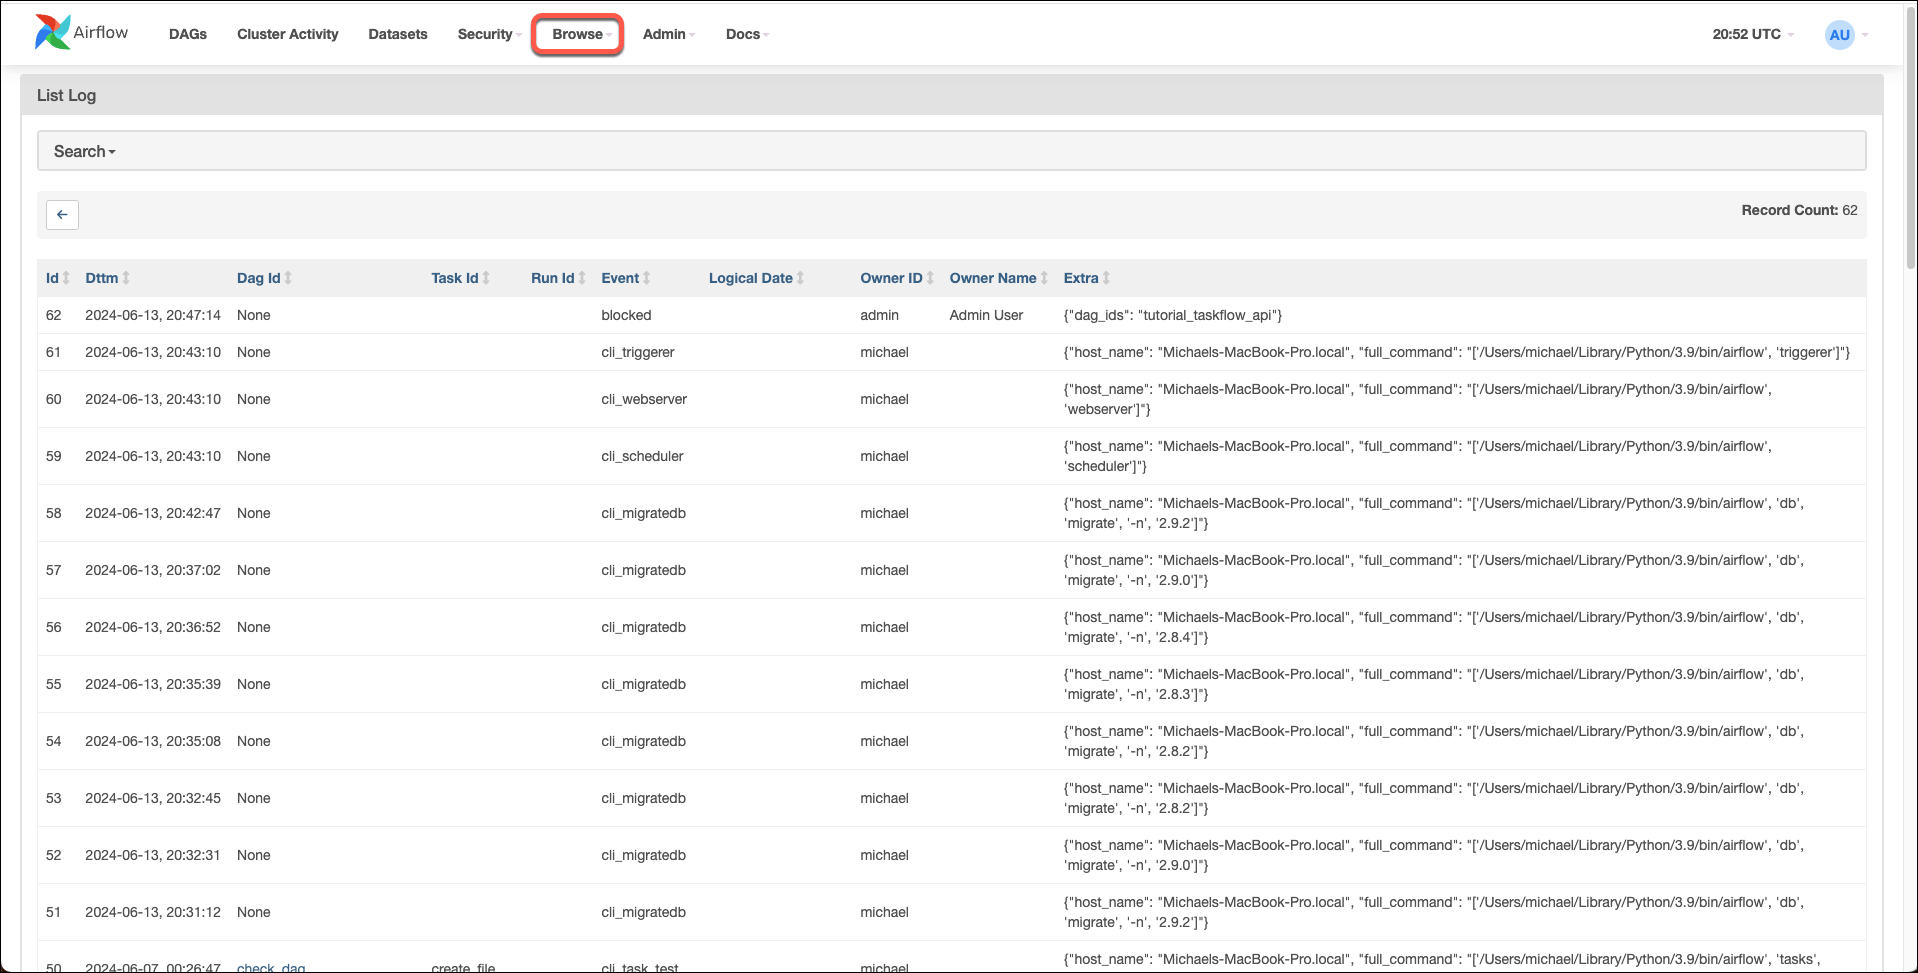 Airflow DAGs Cluster Activity Datasets Security Browse Admin Docs 20:52 UTC AU
List Log
Search
Record Count: 62
Id Dttm Dag Id Task Id Run Id Event Logical Date Owner ID Owner Name Extra
62 2024-06-13, 20:47:14 None blocked admin Admin User {"dag_ids": "tutorial_taskflow_api"}
61 2024-06-13, 20:43:10 None cli_triggerer michael {"host_name": "Michaels-MacBook-Pro.local", "full_command": "['/Users/michael/Library/Python/3.9/bin/airflow', 'triggerer']"}
60 2024-06-13, 20:43:10 None cli_webserver michael {"host_name": "Michaels-MacBook-Pro.local", "full_command": "['/Users/michael/Library/Python/3.9/bin/airflow',
'webserver']"}
59 2024-06-13, 20:43:10 None cli_scheduler michael {"host_name": "Michaels-MacBook-Pro.local", "full_command": "['/Users/michael/Library/Python/3.9/bin/airflow',
'scheduler']"}
58 2024-06-13, 20:42:47 None cli_migratedb michael {"host_name": "Michaels-MacBook-Pro.local", "full_command": "['/Users/michael/Library/Python/3.9/bin/airflow', 'db',
'migrate', '-n', '2.9.2']"}
57 2024-06-13, 20:37:02 None cli_migratedb michael {"host_name": "Michaels-MacBook-Pro.local", "full_command": "['/Users/michael/Library/Python/3.9/bin/airflow', 'db',
'migrate', '-n', '2.9.0']"}
56 2024-06-13, 20:36:52 None cli_migratedb michael {"host_name": "Michaels-MacBook-Pro.local", "full_command": "['/Users/michael/Library/Python/3.9/bin/airflow', 'db',
'migrate', '-n', '2.8.4']"}
55 2024-06-13, 20:35:39 None cli_migratedb michael {"host_name": "Michaels-MacBook-Pro.local", "full_command": "['/Users/michael/Library/Python/3.9/bin/airflow', 'db',
'migrate', '-n', '2.8.3']"}
54 2024-06-13, 20:35:08 None cli_migratedb michael {"host_name": "Michaels-MacBook-Pro.local", "full_command": "['/Users/michael/Library/Python/3.9/bin/airflow', 'db',
'migrate', '-n', '2.8.2']"}
53 2024-06-13, 20:32:45 None cli_migratedb michael {"host_name": "Michaels-MacBook-Pro.local", "full_command": "['/Users/michael/Library/Python/3.9/bin/airflow', 'db',
'migrate', '-n', '2.8.2']"}
52 2024-06-13, 20:32:31 None cli_migratedb michael {"host_name": "Michaels-MacBook-Pro.local", "full_command": "['/Users/michael/Library/Python/3.9/bin/airflow', 'db',
'migrate', '-n', '2.9.0']"}
51 2024-06-13, 20:31:12 None cli_migratedb michael {"host_name": "Michaels-MacBook-Pro.local", "full_command": "['/Users/michael/Library/Python/3.9/bin/airflow', 'db',
'migrate', '-n', '2.9.2']"}
50 2024-06-07, 00:26:47 check_dag create_file cli_task_test michael {"host_name": "Michaels-MacBook-Pro.local", "full_command": "['/Users/michael/Library/Python/3.9/bin/airflow', 'tasks',